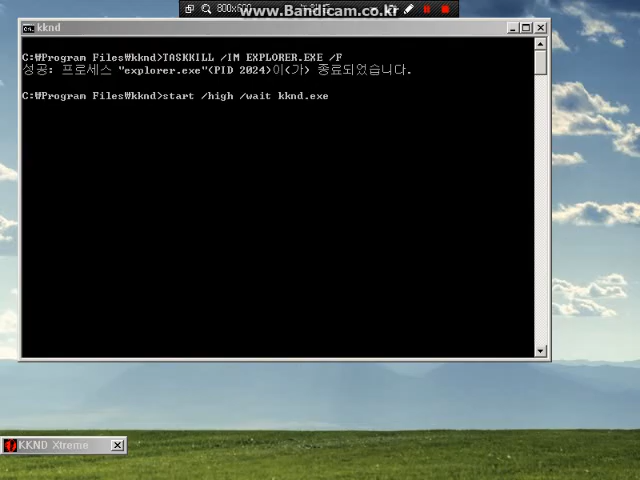 www.Bandicam.co.kr
800x600
kknd
C:₩Program Files₩kknd>TASKKILL /IM EXPLORER.EXE /F
성공: 프로세스 "explorer.exe"(PID 2024)이(가) 종료되었습니다.
C:₩Program Files₩kknd>start /high /wait kknd.exe
KKND Xtreme